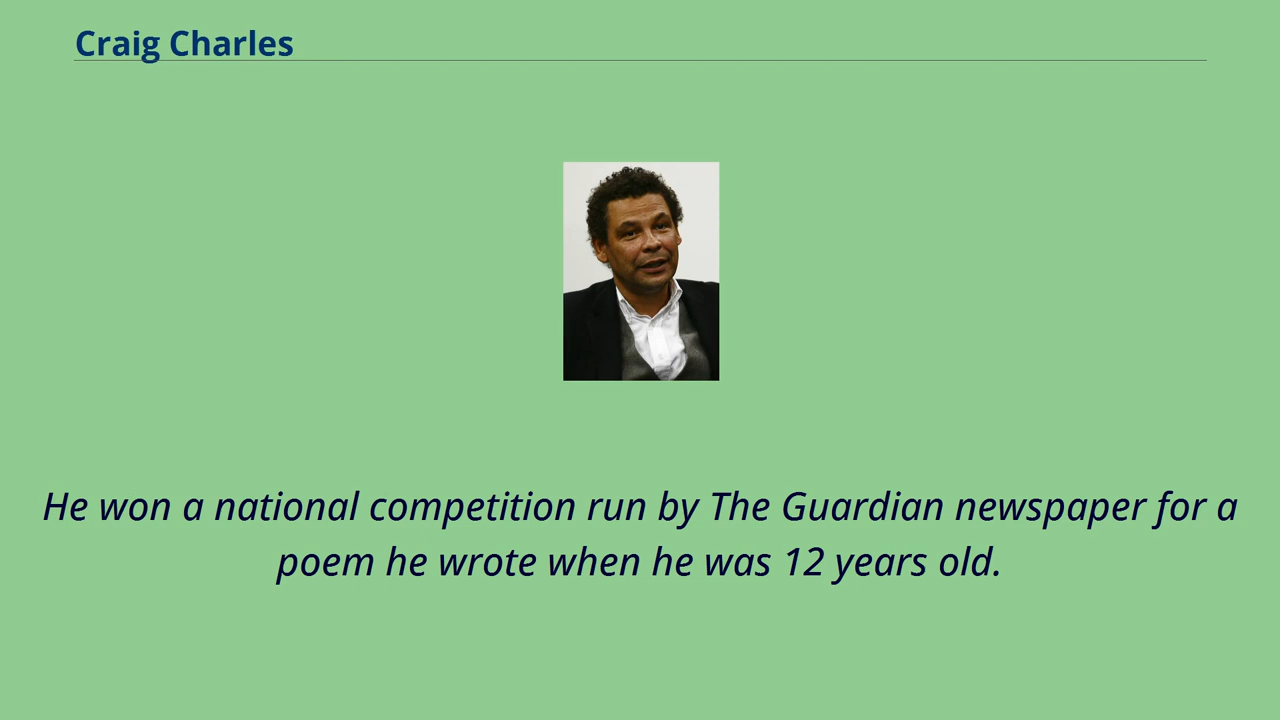 Craig Charles
He won a national competition run by The Guardian newspaper for a
poem he wrote when he was 12 years old.